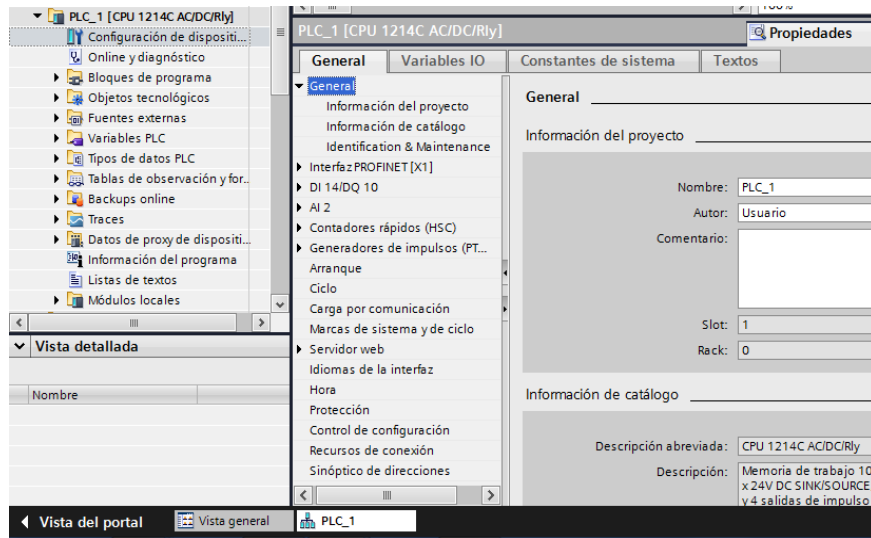 PLC_1 [CPU 1214C AC/DC/Rly]
Configuración de dispositi...
Online y diagnóstico
Bloques de programa
Objetos tecnológicos
Fuentes externas
Variables PLC
Tipos de datos PLC
Tablas de observación y for..
Backups online
Traces
Datos de proxy de dispositi...
Información del programa
Listas de textos
Módulos locales
Vista detallada
Nombre
PLC_1 [CPU 1214C AC/DC/Rly]
Propiedades
General
Variables IO
Constantes de sistema
Textos
General
Información del proyecto
Información de catálogo
Identification & Maintenance
Interfaz PROFINET [X1]
DI 14/DQ 10
AI 2
Contadores rápidos (HSC)
Generadores de impulsos (PT...
Arranque
Ciclo
Carga por comunicación
Marcas de sistema y de ciclo
Servidor web
Idiomas de la interfaz
Hora
Protección
Control de configuración
Recursos de conexión
Sinóptico de direcciones
General
Información del proyecto
Nombre: PLC_1
Autor: Usuario
Comentario:
Slot: 1
Rack: 0
Información de catálogo
Descripción abreviada: CPU 1214C AC/DC/Rly
Descripción: Memoria de trabajo 10
x 24V DC SINK/SOURCE
y 4 salidas de impulso
Vista del portal
Vista general
PLC_1